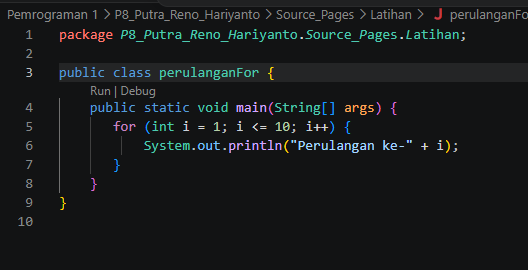 Pemrograman 1 > P8_Putra_Reno_Hariyanto > Source_Pages > Latihan > J perulanganFo
1 package P8_Putra_Reno_Hariyanto.Source_Pages.Latihan;
2
3 public class perulanganFor {
Run | Debug
4 public static void main(String[] args) {
5 for (int i = 1; i <= 10; i++) {
6 System.out.println("Perulangan ke-" + i);
7 }
8 }
9 }
10